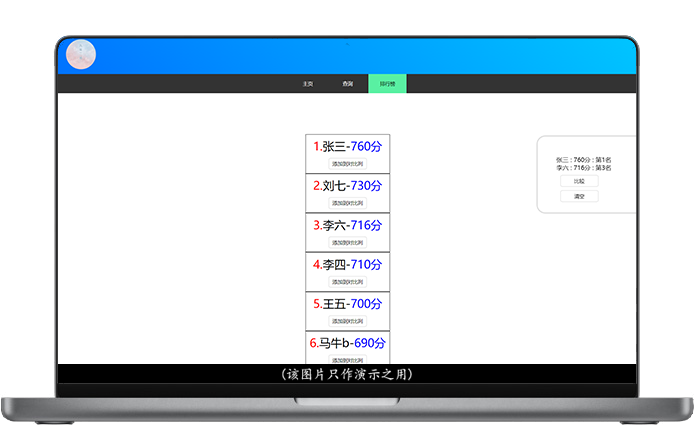 主页 查询 排行榜
1.张三-760分
添加到对比列
2.刘七-730分
添加到对比列
3.李六-716分
添加到对比列
4.李四-710分
添加到对比列
5.王五-700分
添加到对比列
6.马牛b-690分
添加到对比列
张三 : 760分 : 第1名
李六 : 716分 : 第3名
比较
清空
(该图片只作演示之用)